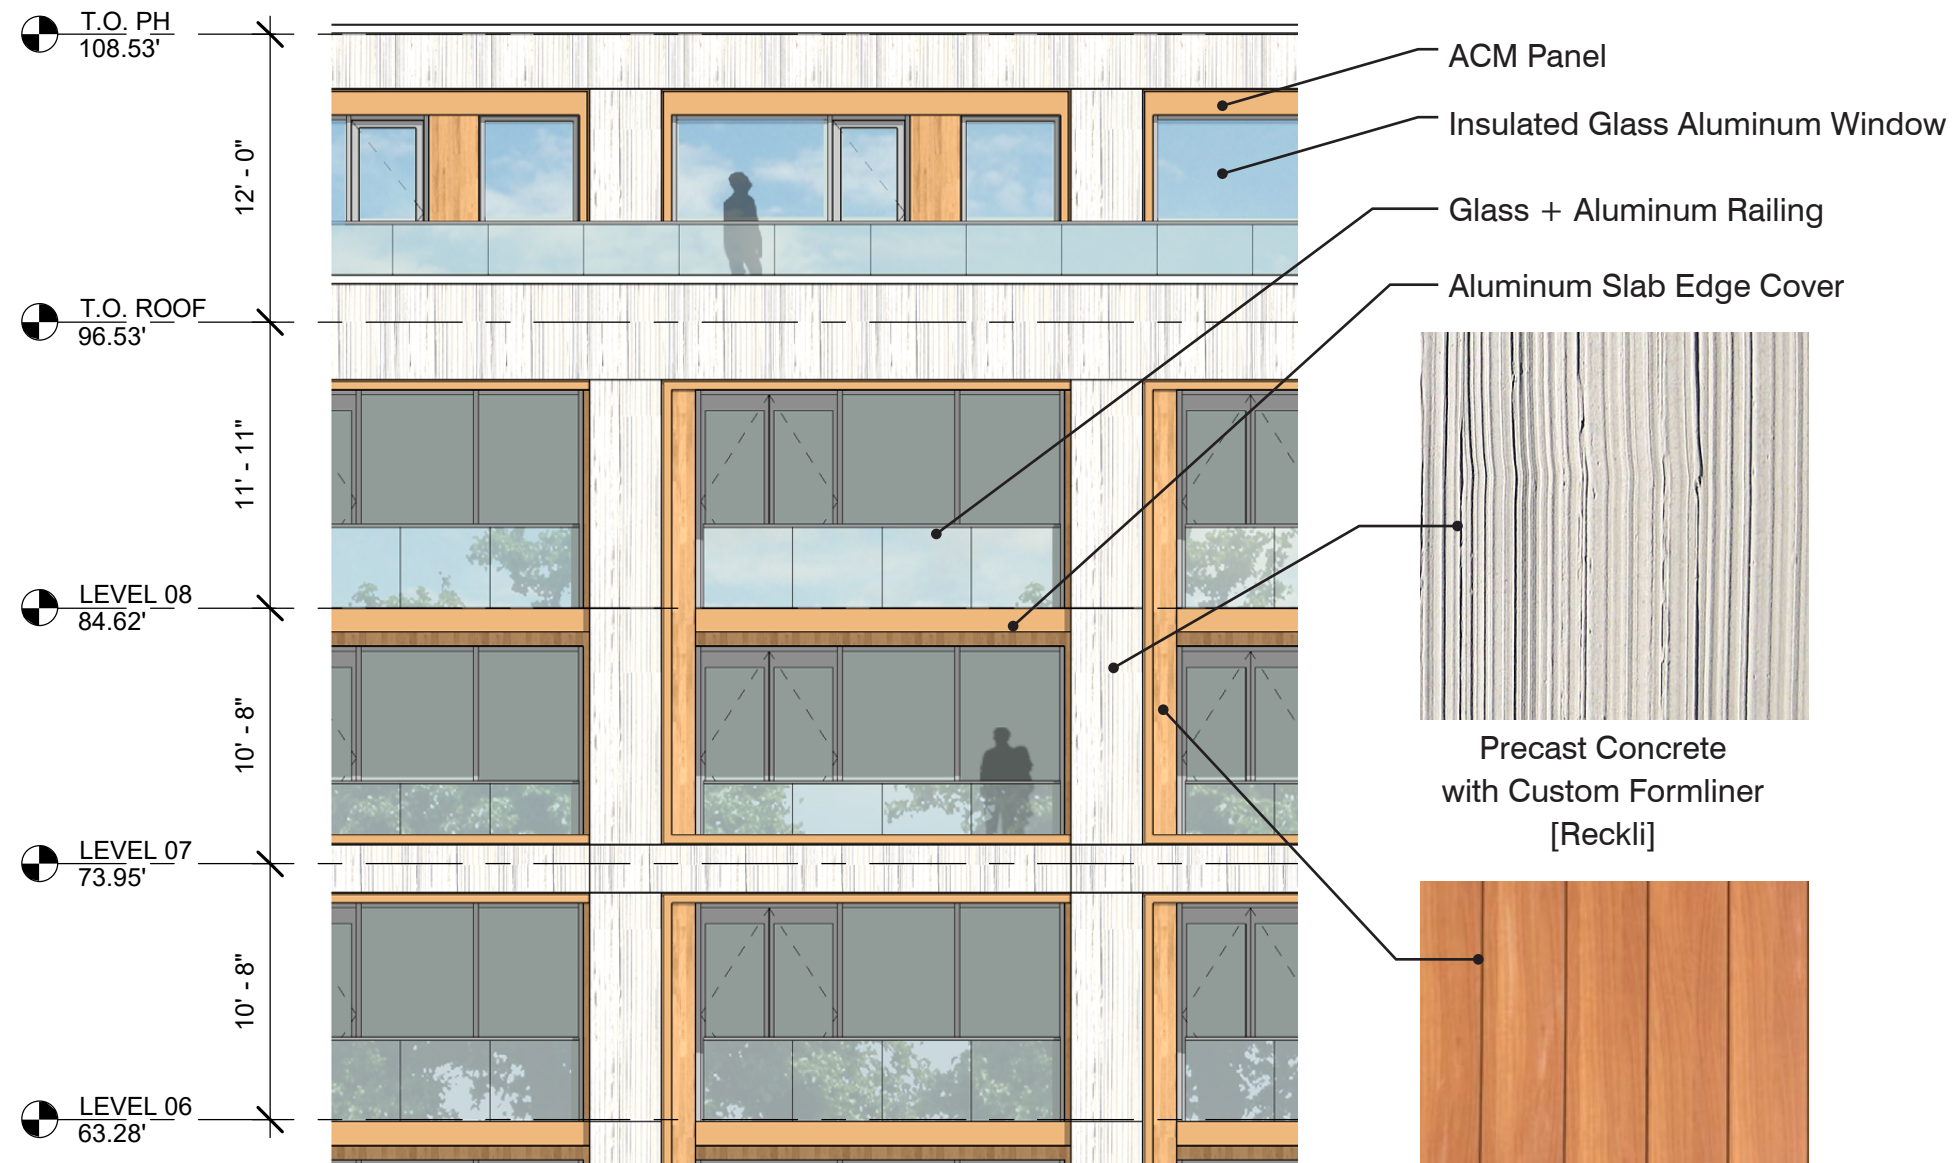 T.O. PH
108.53'
12' - 0"
T.O. ROOF
96.53'
11' - 11"
LEVEL 08
84.62'
10' - 8"
LEVEL 07
73.95'
10' - 8"
LEVEL 06
63.28'
ACM Panel
Insulated Glass Aluminum Window
Glass + Aluminum Railing
Aluminum Slab Edge Cover
Precast Concrete
with Custom Formliner
[Reckli]